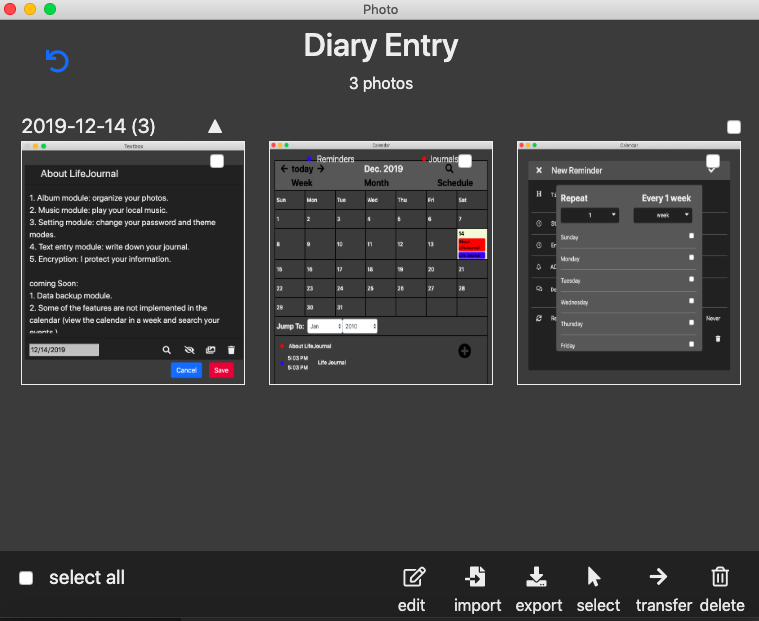 Photo
Diary Entry
3 photos
2019-12-14 (3)
Textbox
About LifeJournal
1. Album module: organize your photos.
2. Music module: play your local music.
3. Setting module: change your password and theme
modes.
4. Text entry module: write down your journal.
5. Encryption: I protect your information.
coming Soon:
1. Data backup module.
2. Some of the features are not implemented in the
calendar (view the calendar in a week and search your
events.)
12/14/2019
Cancel Save
Calendar
Reminders Journals
today Dec. 2019
Week Month Schedule
Sun Mon Tue Wed Thu Fri Sat
1 2 3 4 5 6 7
8 9 10 11 12 13 14
About LifeJournal
Life Journal
15 16 17 18 19 20 21
22 23 24 25 26 27 28
29 30 31
Jump To: Jan 2010
About LifeJournal
5:03 PM
5:03 PM Life Journal
Calendar
New Reminder
Repeat Every 1 week
1 week
Sunday
Monday
Tuesday
Wednesday
Thursday
Friday
Never
select all
edit import export select transfer delete